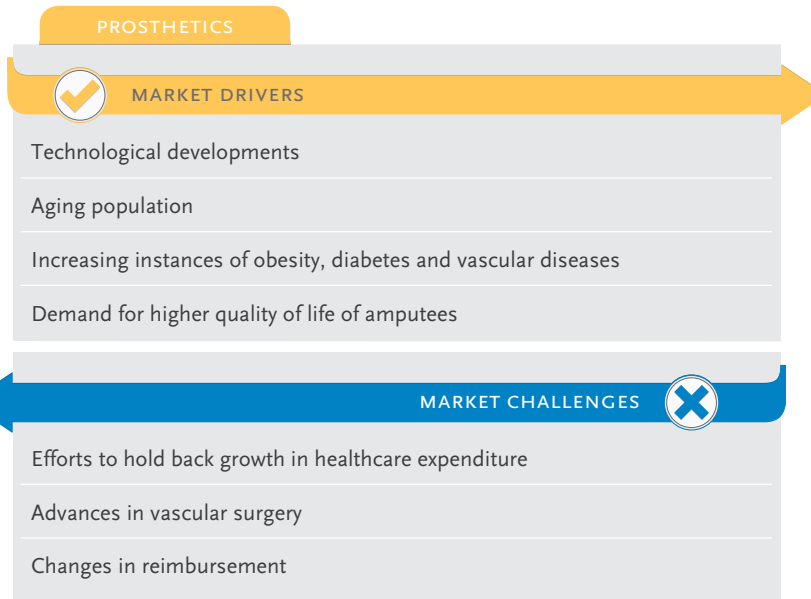 PROSTHETICS
MARKET DRIVERS
Technological developments
Aging population
Increasing instances of obesity, diabetes and vascular diseases
Demand for higher quality of life of amputees
MARKET CHALLENGES
Efforts to hold back growth in healthcare expenditure
Advances in vascular surgery
Changes in reimbursement